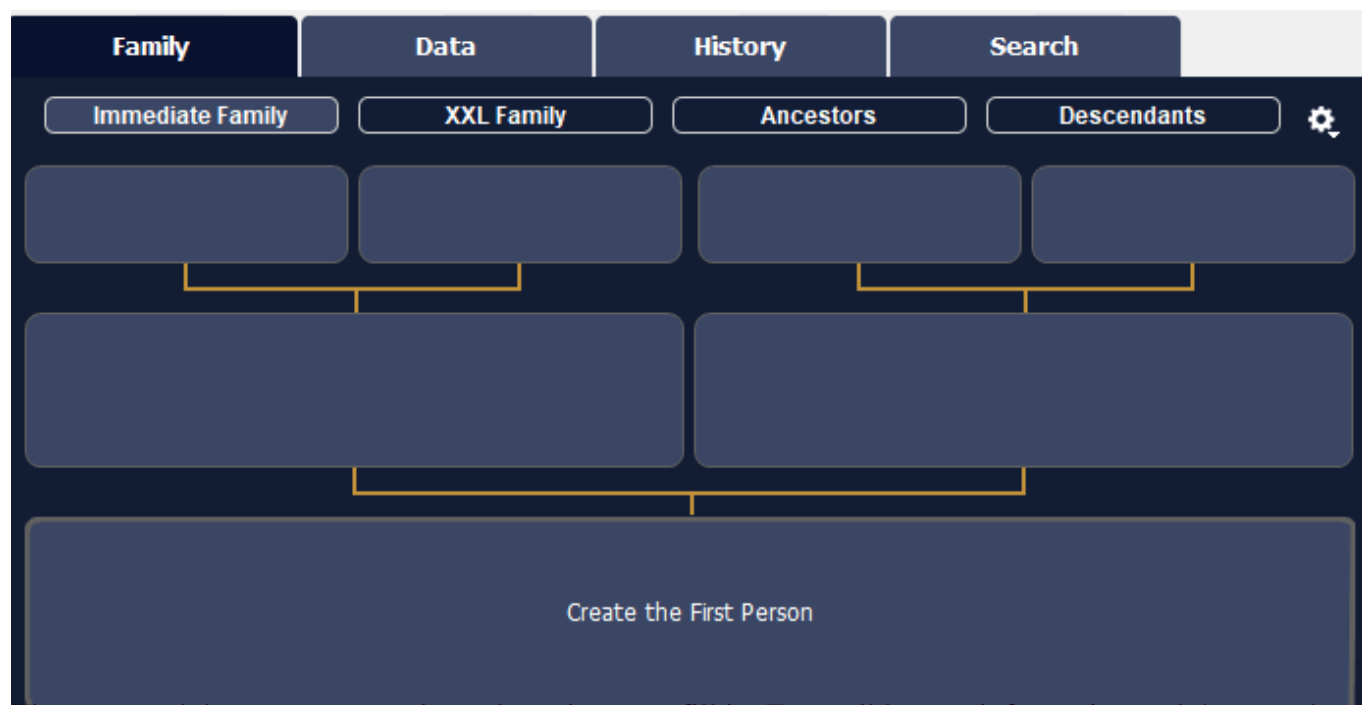 Family Data History Search
Immediate Family XXL Family Ancestors Descendants
Create the First Person